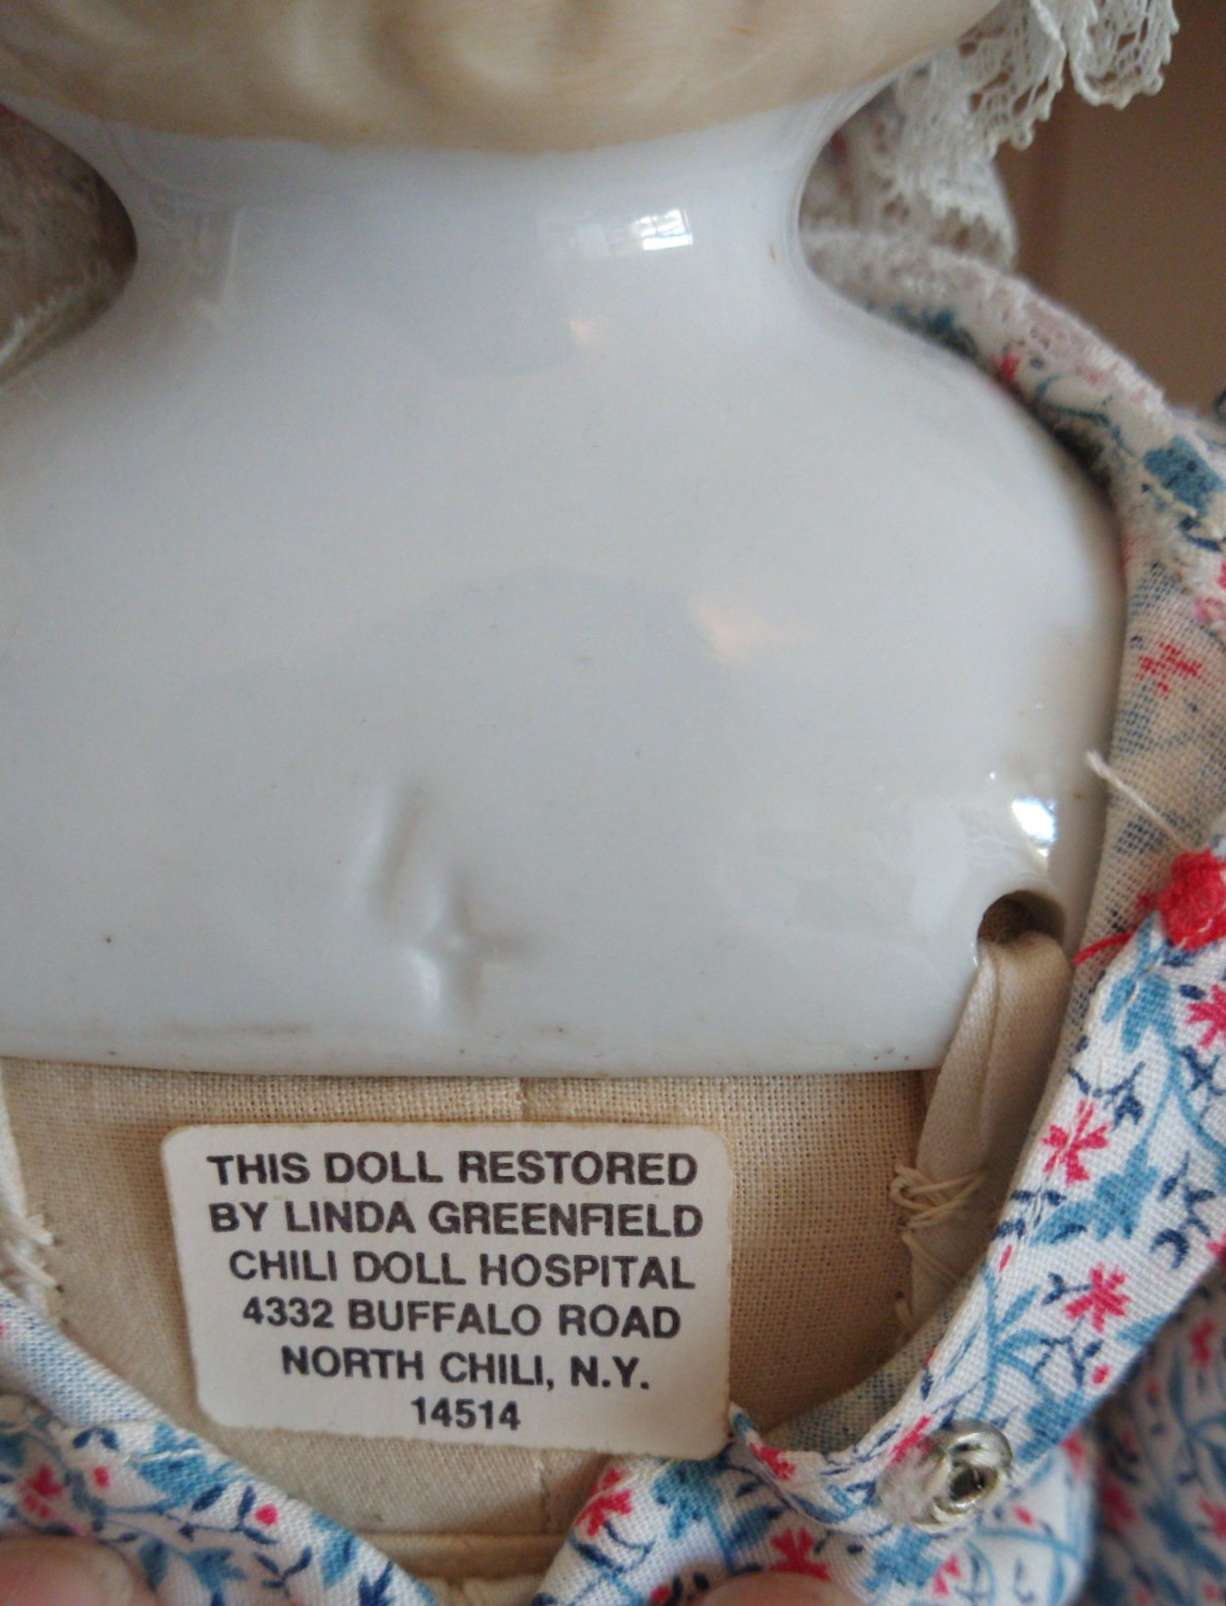 THIS DOLL RESTORED
BY LINDA GREENFIELD
CHILI DOLL HOSPITAL
4332 BUFFALO ROAD
NORTH CHILI, N.Y.
14514